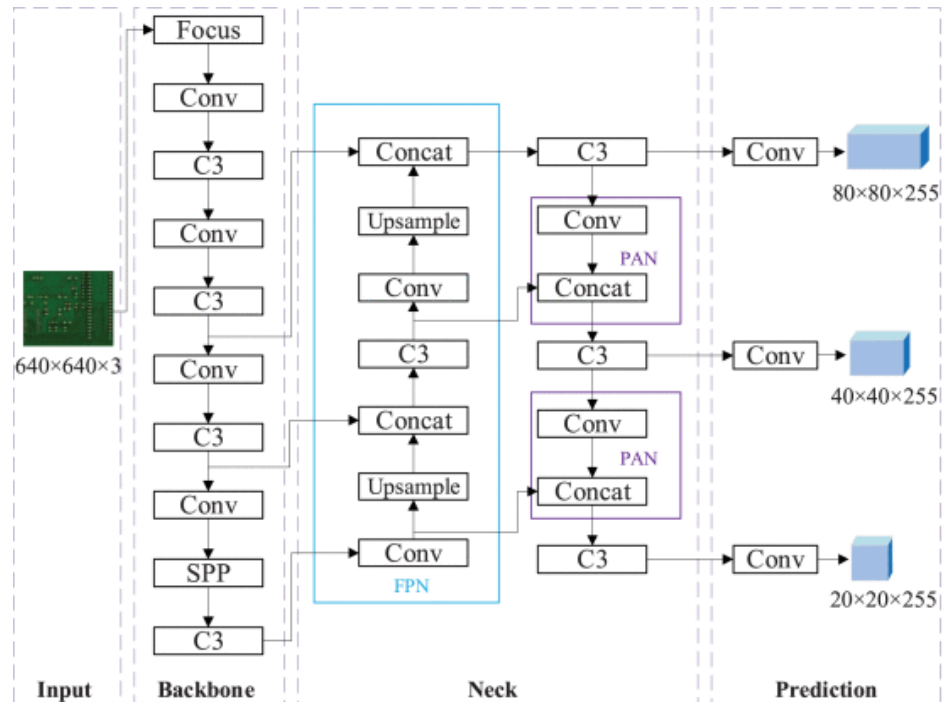 640×640×3
Input
Focus
Conv
C3
Conv
C3
Conv
C3
Conv
SPP
C3
Backbone
Concat
Upsample
Conv
C3
Concat
Upsample
Conv
FPN
C3
Conv
PAN
Concat
C3
Conv
PAN
Concat
C3
Neck
Conv
80×80×255
Conv
40×40×255
Conv
20×20×255
Prediction